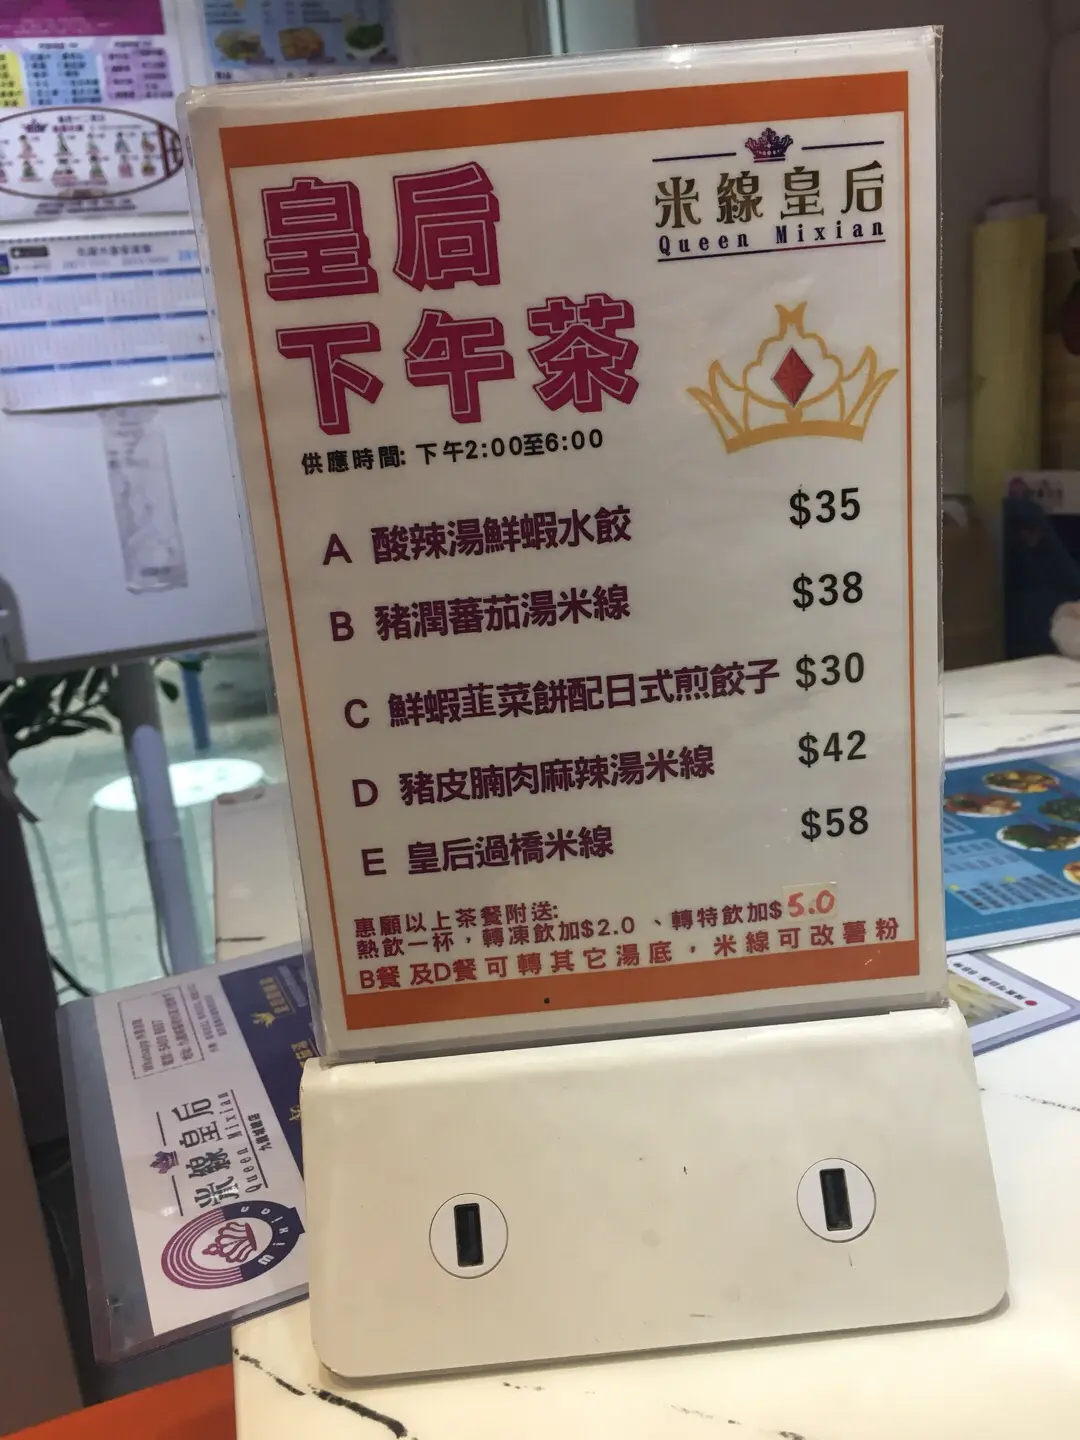 皇后
下午茶
米線皇后
Queen Mixian
供應時間: 下午2:00至6:00
A 酸辣湯鮮蝦水餃 $35
B 豬潤蕃茄湯米線 $38
C 鮮蝦韮菜餅配日式煎餃子 $30
D 豬皮腩肉麻辣湯米線 $42
E 皇后過橋米線 $58
惠顧以上茶餐附送:
熱飲一杯，轉凍飲加$2.0 、轉特飲加$5.0
B餐及D餐可轉其它湯底，米線可改薯粉
米線皇后
Queen Mixian
Mixian